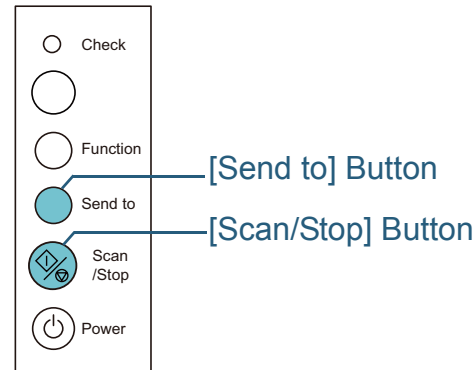 Check
Function
[Send to] Button
Send to
[Scan/Stop] Button
Scan
/Stop
Power